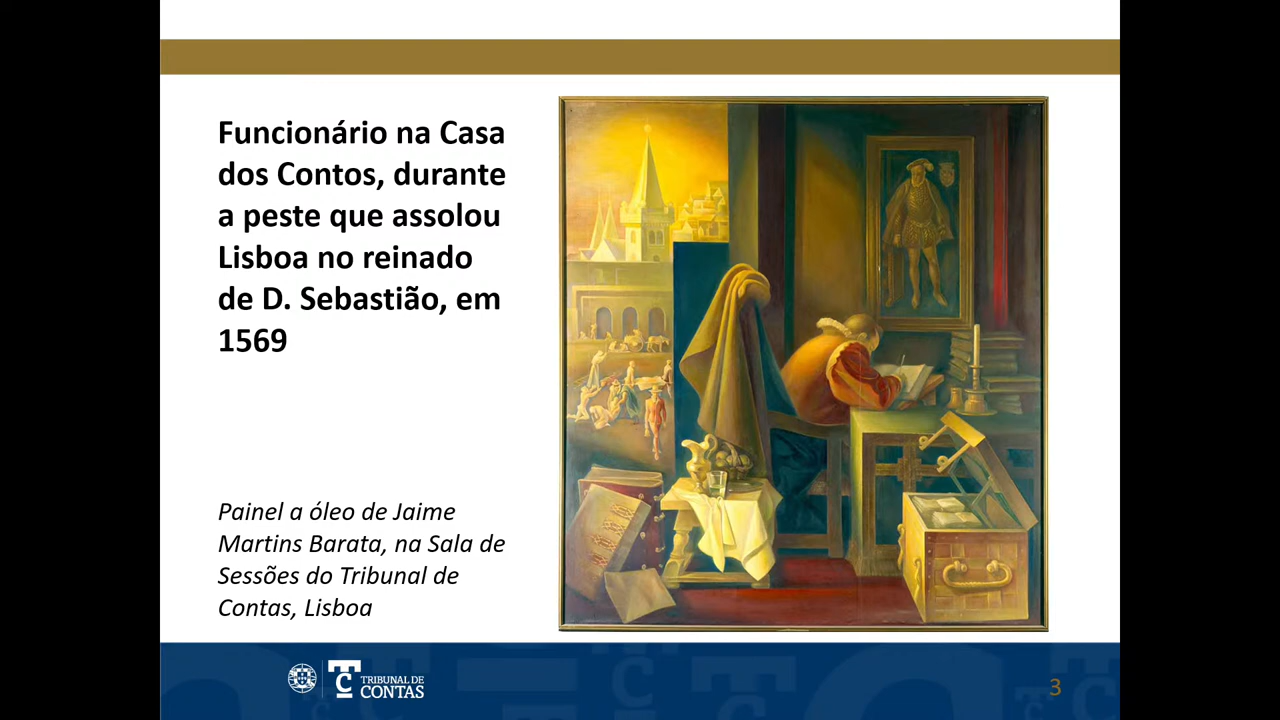 Funcionário na Casa
dos Contos, durante
a peste que assolou
Lisboa no reinado
de D. Sebastião, em
1569
Painel a óleo de Jaime
Martins Barata, na Sala de
Sessões do Tribunal de
Contas, Lisboa
TC
TRIBUNAL DE
CONTAS
3